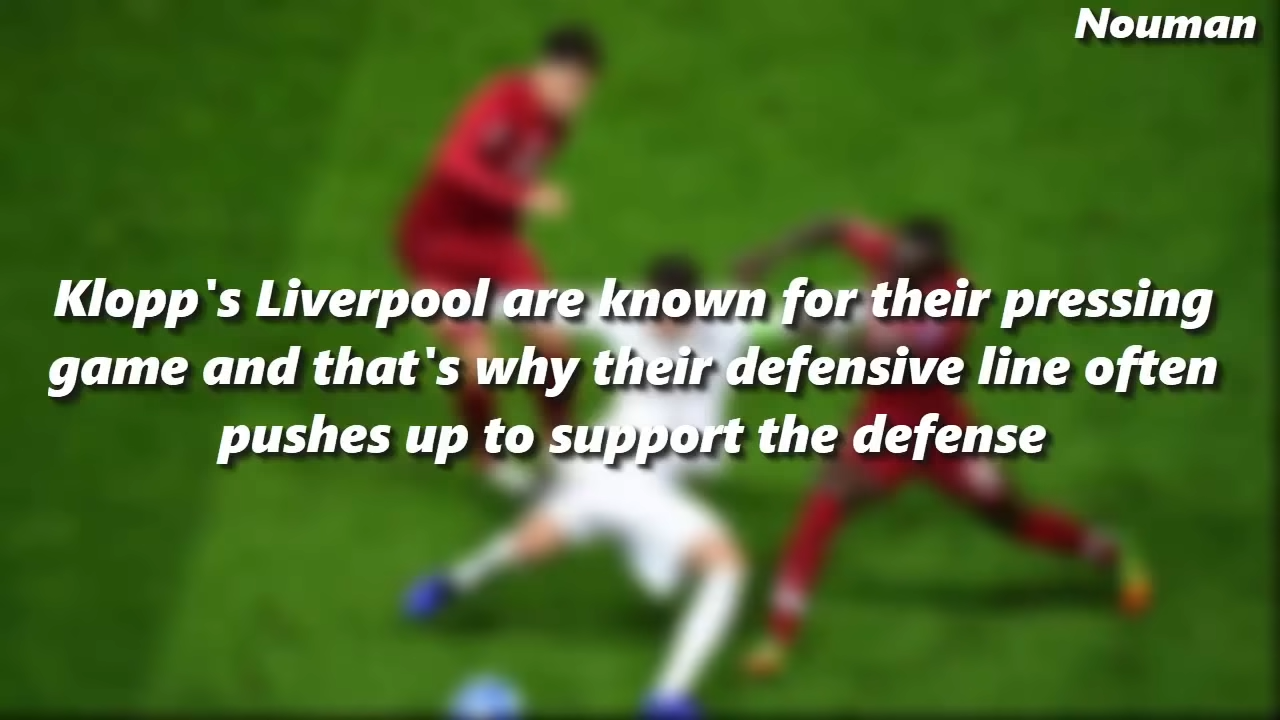 Nouman
Klopp's Liverpool are known for their pressing
game and that's why their defensive line often
pushes up to support the defense